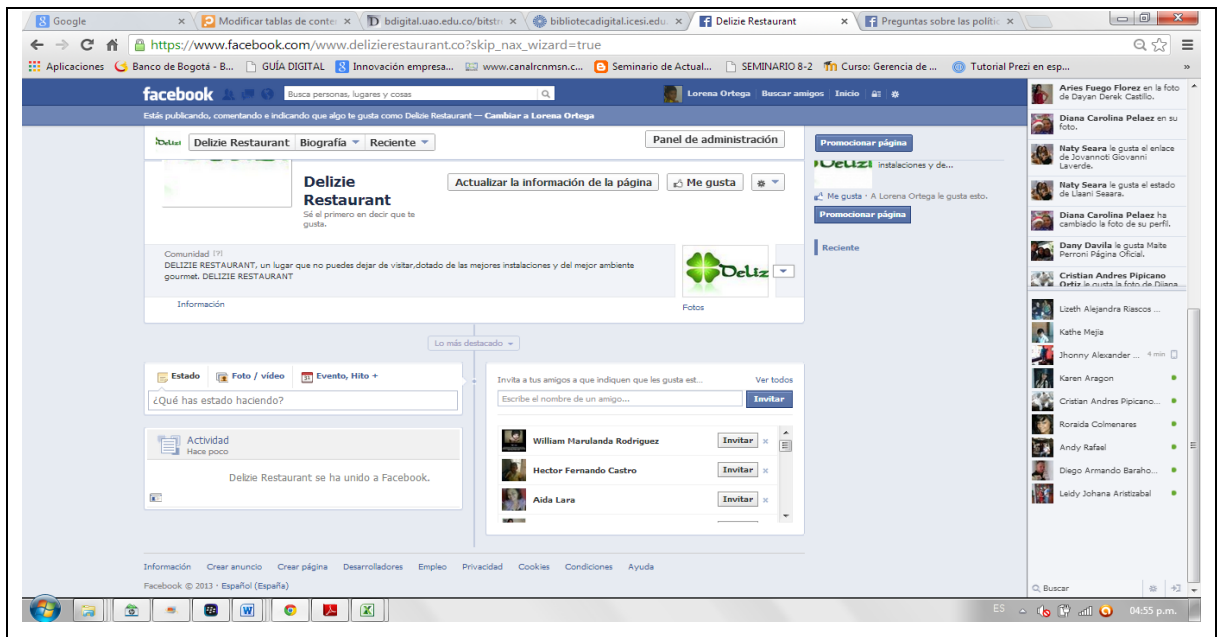 Google
Modificar tablas de conter
bdigital.uao.edu.co/bitstr
bibliotecadigital.icesi.edu.
Delizie Restaurant
Preguntas sobre las polític
https://www.facebook.com/www.delizierestaurant.co?skip_nax_wizard=true
Aplicaciones
Banco de Bogotá - B...
GUÍA DIGITAL
Innovación empresa...
www.canalrcnmsn.c...
Seminario de Actual...
SEMINARIO 8-2
Curso: Gerencia de ...
Tutorial Prezi en esp...
»
facebook
Busca personas, lugares y cosas
Lorena Ortega
Buscar amigos
Inicio
Estás publicando, comentando e indicando que algo te gusta como Delizie Restaurant — Cambiar a Lorena Ortega
Delizie Restaurant
Biografía
Reciente
Panel de administración
Delizie
Restaurant
Sé el primero en decir que te
gusta.
Actualizar la información de la página
Me gusta
Comunidad [?]
DELIZIE RESTAURANT, un lugar que no puedes dejar de visitar,dotado de las mejores instalaciones y del mejor ambiente
gourmet. DELIZIE RESTAURANT
Información
Deliz
Fotos
Promocionar página
instalaciones y de...
Me gusta · A Lorena Ortega le gusta esto.
Promocionar página
Reciente
Lo más destacado
Estado
Foto / vídeo
31 Evento, Hito +
¿Qué has estado haciendo?
Actividad
Hace poco
Delizie Restaurant se ha unido a Facebook.
Invita a tus amigos a que indiquen que les gusta est...
Ver todos
Escribe el nombre de un amigo...
Invitar
William Marulanda Rodriguez
Invitar ×
Hector Fernando Castro
Invitar ×
Aida Lara
Invitar ×
Información Crear anuncio Crear página Desarrolladores Empleo Privacidad Cookies Condiciones Ayuda
Facebook © 2013 · Español (España)
Aries Fuego Florez en la foto
de Dayan Derek Castillo.
Diana Carolina Pelaez en su
foto.
Naty Seara le gusta el enlace
de Jovannoti Giovanni
Laverde.
Naty Seara le gusta el estado
de Llaani Seaara.
Diana Carolina Pelaez ha
cambiado la foto de su perfil.
Dany Davila le gusta Maite
Perroni Página Oficial.
Cristian Andres Pipicano
Ortiz le gusta la foto de Diana
Lizeth Alejandra Riascos ...
Kathe Mejia
Jhonny Alexander ... 4 min
Karen Aragon
Cristian Andres Pipicano...
Roraida Colmenares
Andy Rafael
Diego Armando Baraho...
Leidy Johana Aristizabal
Buscar
ES
04:55 p.m.